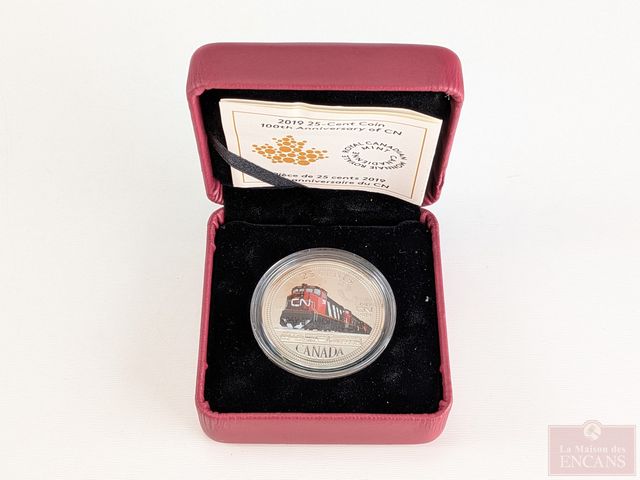 2019 25-Cent Coin
100th Anniversary of CN
ROYAL CANADIAN MINT
MONNAIE ROYALE CANADIENNE
Pièce de 25 cents 2019
anniversaire du CN
25
CN
CANADA
La Maison des
ENCANS